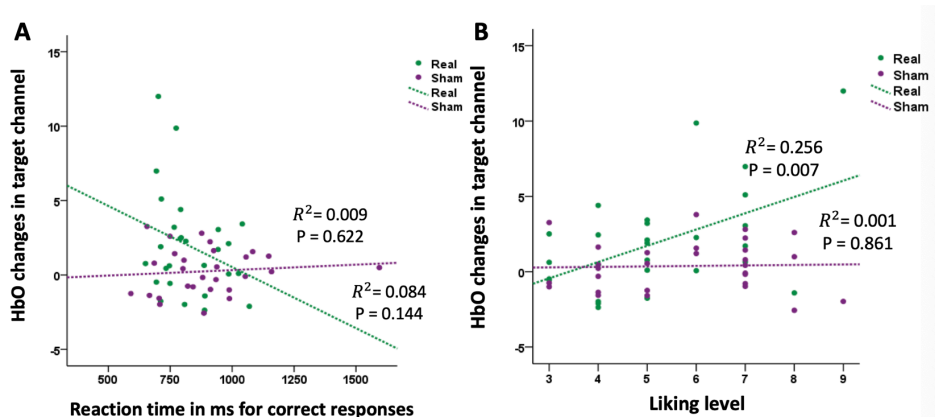 A
HbO changes in target channel
15
10
5
0
-5
500
750
1000
1250
1500
Reaction time in ms for correct responses
Real
Sham
Real
Sham
R²= 0.009
P = 0.622
R²= 0.084
P = 0.144
B
HbO changes in target channel
15
10
5
0
-5
3
4
5
6
7
8
9
Liking level
Real
Sham
Real
Sham
R²= 0.256
P = 0.007
R²= 0.001
P = 0.861